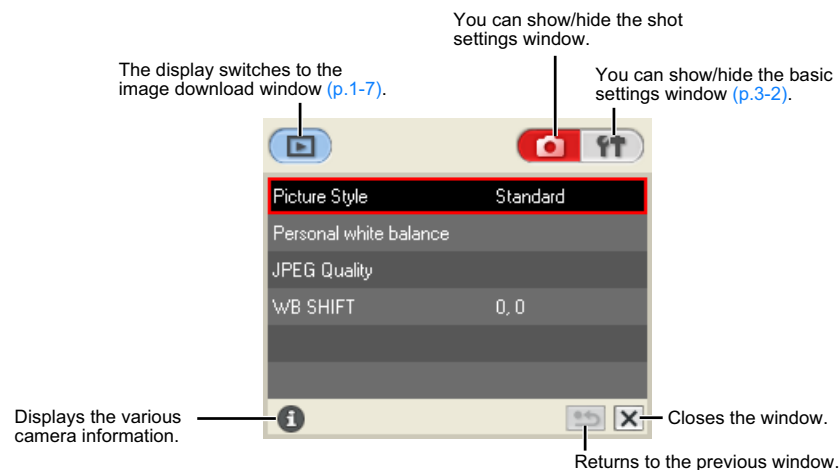 You can show/hide the shot
settings window.
The display switches to the
image download window (p.1-7).
You can show/hide the basic
settings window (p.3-2).
Picture Style Standard
Personal white balance
JPEG Quality
WB SHIFT 0, 0
Displays the various
camera information.
Closes the window.
Returns to the previous window.